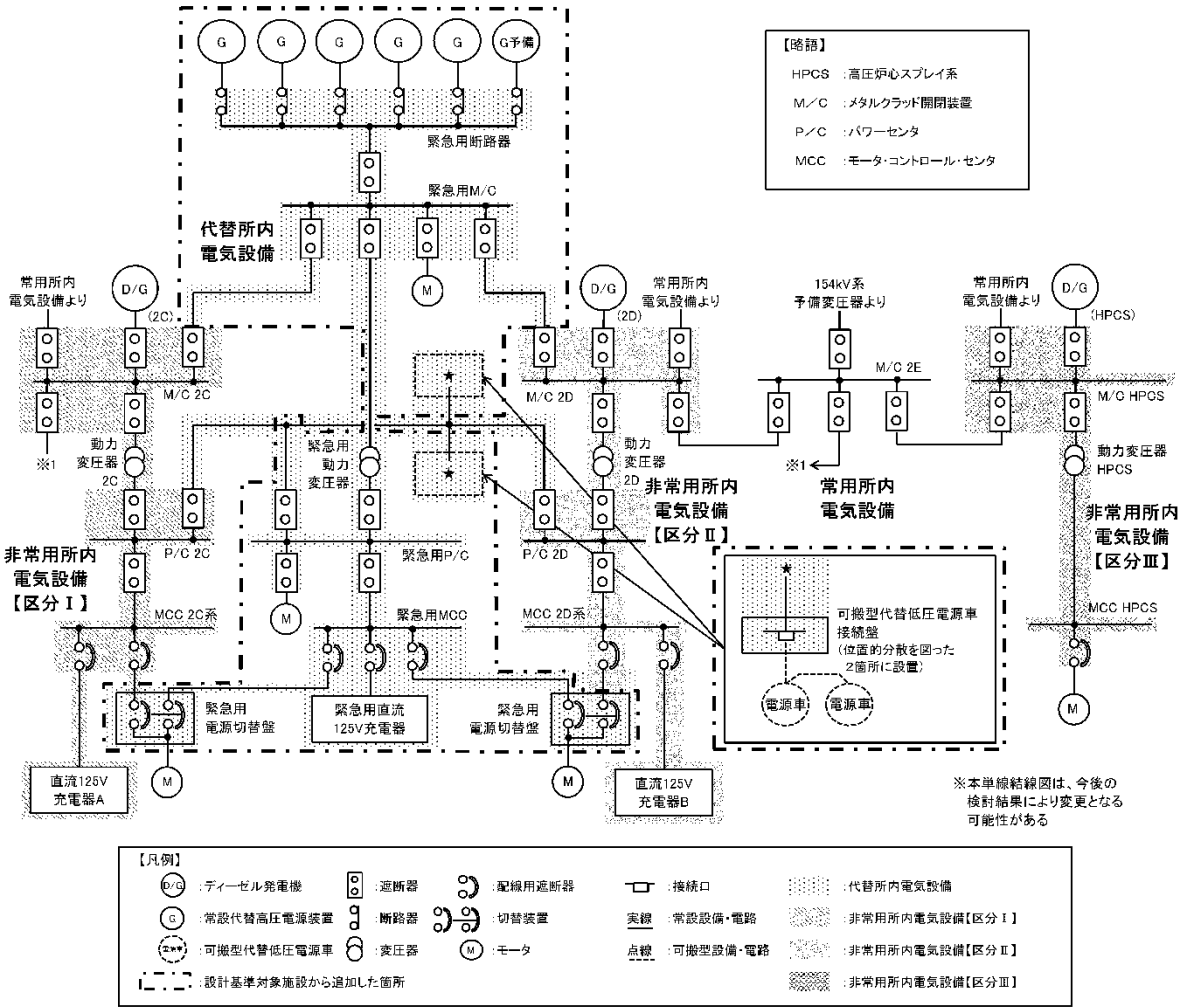 G
G
G
G
G
G予備
緊急用断路器
緊急用M/C
代替所内
電気設備
M
【略語】
HPCS :高圧炉心スプレイ系
M/C :メタルクラッド開閉装置
P/C :パワーセンタ
MCC :モータ・コントロール・センタ
常用所内
電気設備より
D/G
(2C)
D/G
(2D)
常用所内
電気設備より
154kV系
予備変圧器より
常用所内
電気設備より
D/G
(HPCS)
M/C 2C
M/C 2D
M/C 2E
M/C HPCS
※1
動力
変圧器
2C
緊急用
動力
変圧器
動力
変圧器
2D
※1
動力変圧器
HPCS
非常用所内
電気設備
【区分Ⅱ】
常用所内
電気設備
非常用所内
電気設備
【区分Ⅲ】
P/C 2C
緊急用P/C
P/C 2D
非常用所内
電気設備
【区分Ⅰ】
M
MCC 2C系
緊急用MCC
MCC 2D系
MCC HPCS
可搬型代替低圧電源車
接続盤
(位置的分散を図った
2箇所に設置)
電源車
電源車
緊急用
電源切替盤
緊急用直流
125V充電器
緊急用
電源切替盤
M
M
M
直流125V
充電器A
直流125V
充電器B
※本単線結線図は、今後の
検討結果により変更となる
可能性がある
【凡例】
D/G :ディーゼル発電機
:遮断器
:配線用遮断器
:接続口
:代替所内電気設備
G :常設代替高圧電源装置
:断路器
:切替装置
実線 :常設設備・電路
:非常用所内電気設備【区分Ⅰ】
電源車 :可搬型代替低圧電源車
:変圧器
M :モータ
点線 :可搬型設備・電路
:非常用所内電気設備【区分Ⅱ】
:設計基準対象施設から追加した箇所
:非常用所内電気設備【区分Ⅲ】